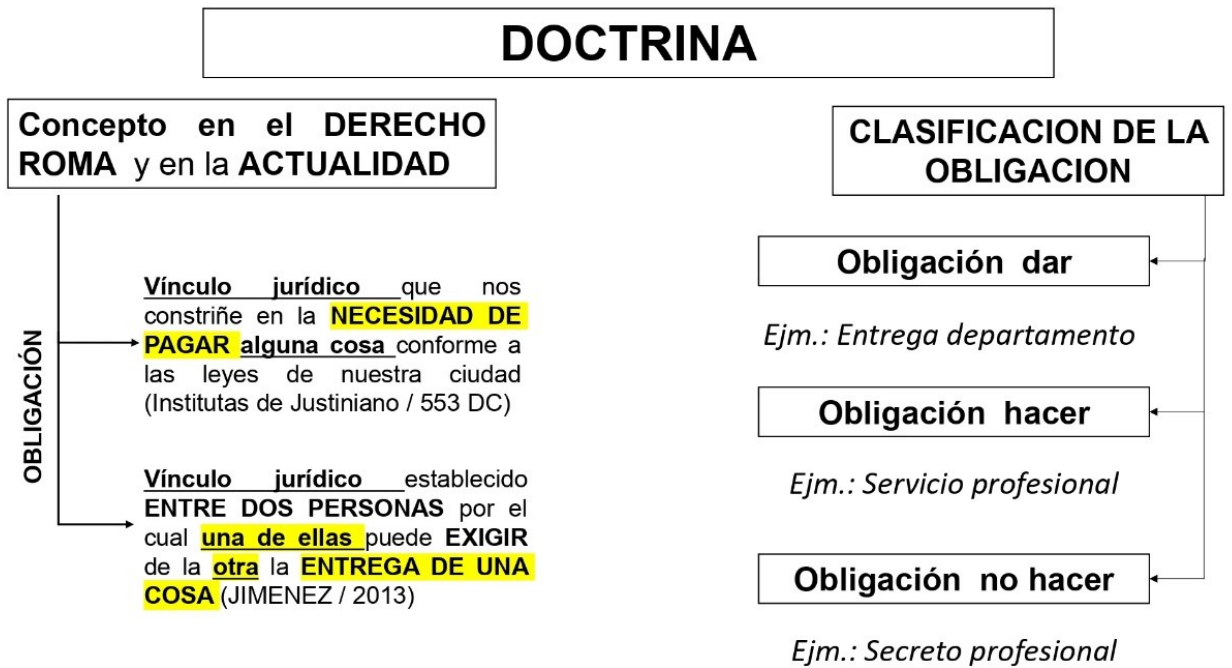 DOCTRINA
Concepto en el DERECHO
ROMA y en la ACTUALIDAD
OBLIGACIÓN
Vínculo jurídico que nos
constriñe en la NECESIDAD DE
PAGAR alguna cosa conforme a
las leyes de nuestra ciudad
(Institutas de Justiniano / 553 DC)
Vínculo jurídico establecido
ENTRE DOS PERSONAS por el
cual una de ellas puede EXIGIR
de la otra la ENTREGA DE UNA
COSA (JIMENEZ / 2013)
CLASIFICACION DE LA
OBLIGACION
Obligación dar
Ejm.: Entrega departamento
Obligación hacer
Ejm.: Servicio profesional
Obligación no hacer
Ejm.: Secreto profesional